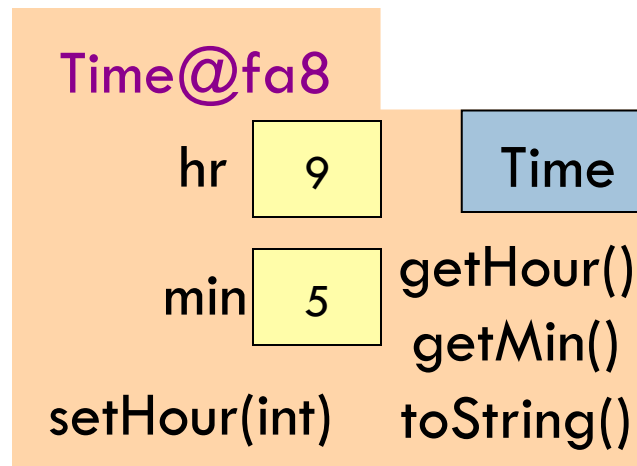 Time@fa8
hr 9 Time
min 5 getHour()
getMin()
setHour(int) toString()